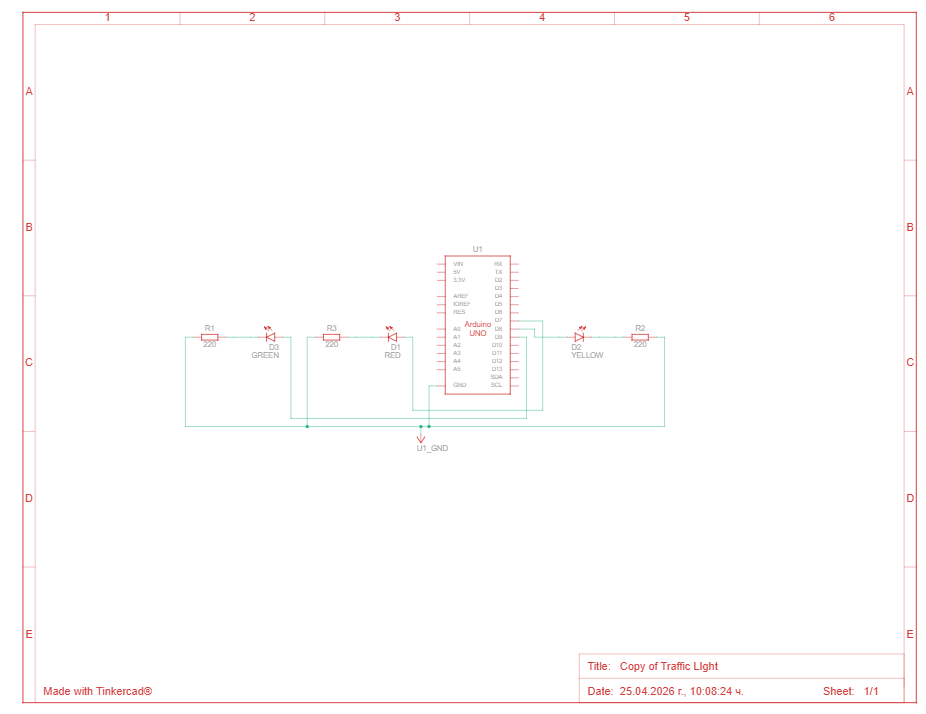 1 2 3 4 5 6
A A
B B
C C
D D
E E
U1
VIN RX
5V TX
3.3V D2
D3
AREF D4
IOREF D5
RES D6
D7
A0 D8
A1 D9
A2 D10
A3 D11
A4 D12
A5 D13
SDA
GND SCL
Arduino
UNO
R1
220
D3
GREEN
R3
220
D1
RED
D2
YELLOW
R2
220
U1_GND
Title: Copy of Traffic LIght
Made with Tinkercad®
Date: 25.04.2026 г., 10:08:24 ч. Sheet: 1/1